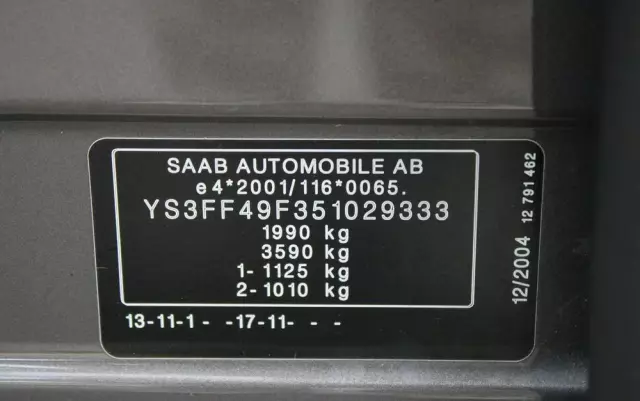 SAAB AUTOMOBILE AB
e4*2001/116*0065.
YS3FF49F351029333
1990 kg
3590 kg
1- 1125 kg
2- 1010 kg
13-11-1- -17-11- - -
12/2004 12 791 462